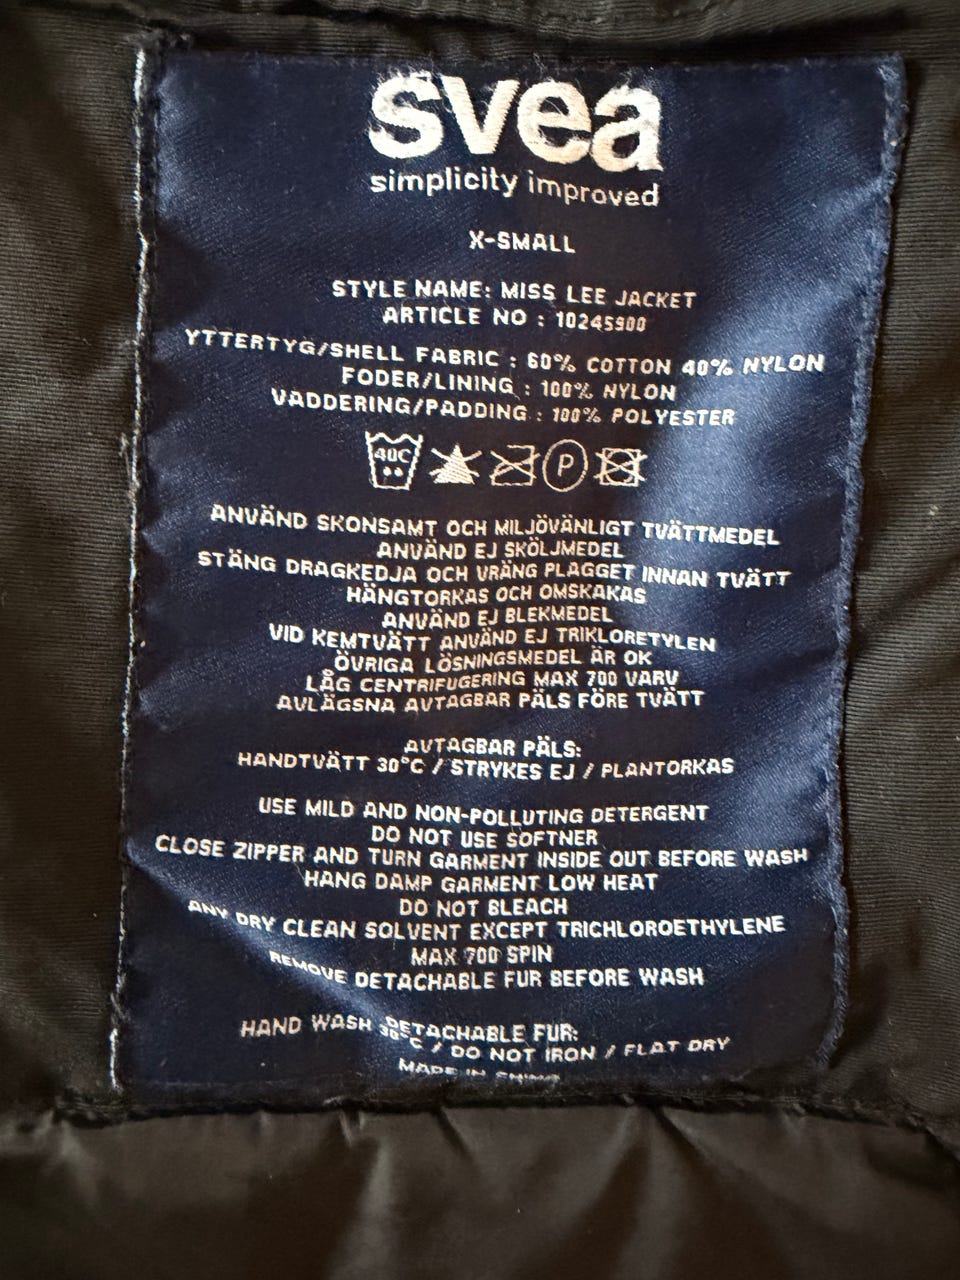 svea
simplicity improved
X-SMALL
STYLE NAME: MISS LEE JACKET
ARTICLE NO : 10245900
YTTERTYG/SHELL FABRIC : 60% COTTON 40% NYLON
FODER/LINING : 100% NYLON
VADDERING/PADDING : 100% POLYESTER
40C P
ANVÄND SKONSAMT OCH MILJÖVÄNLIGT TVÄTTMEDEL
ANVÄND EJ SKÖLJMEDEL
STÄNG DRAGKEDJA OCH VRÄNG PLAGGET INNAN TVÄTT
HÄNGTORKAS OCH OMSKAKAS
ANVÄND EJ BLEKMEDEL
VID KEMTVÄTT ANVÄND EJ TRIKLORETYLEN
ÖVRIGA LÖSNINGSMEDEL ÄR OK
LÅG CENTRIFUGERING MAX 700 VARV
AVLÄGSNA AVTAGBAR PÄLS FÖRE TVÄTT
AVTAGBAR PÄLS:
HANDTVÄTT 30°C / STRYKES EJ / PLANTORKAS
USE MILD AND NON-POLLUTING DETERGENT
DO NOT USE SOFTNER
CLOSE ZIPPER AND TURN GARMENT INSIDE OUT BEFORE WASH
HANG DAMP GARMENT LOW HEAT
DO NOT BLEACH
ANY DRY CLEAN SOLVENT EXCEPT TRICHLOROETHYLENE
MAX 700 SPIN
REMOVE DETACHABLE FUR BEFORE WASH
HAND WASH DETACHABLE FUR:
30°C / DO NOT IRON / FLAT DRY
MADE IN CHINA